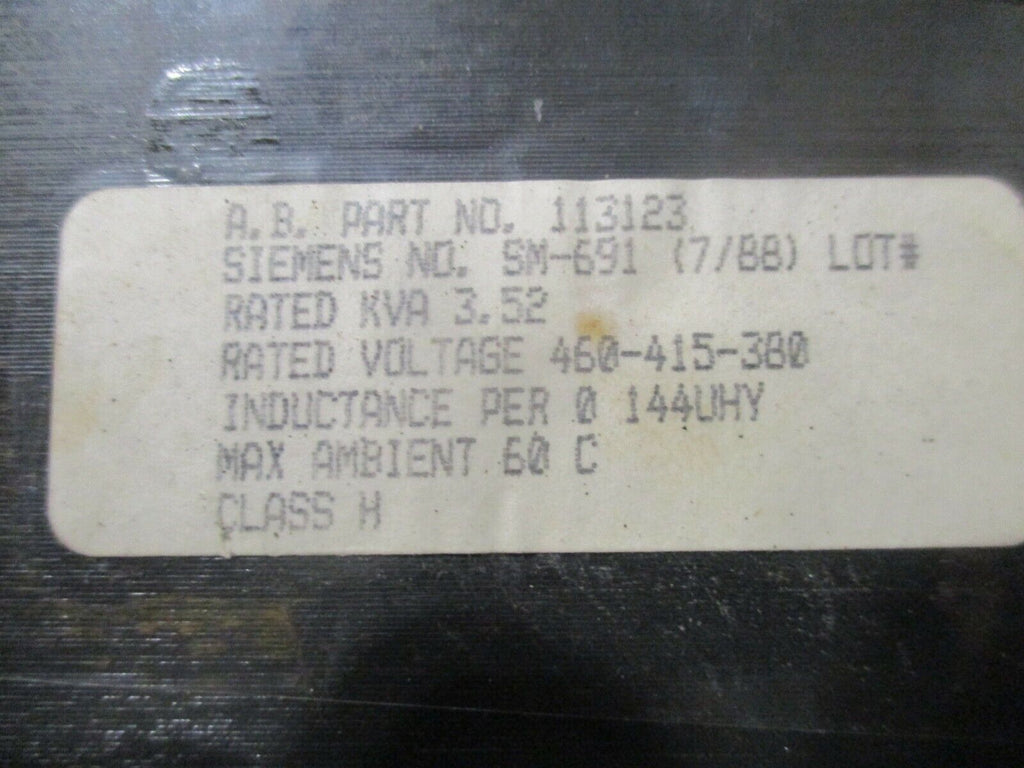 A.B. PART NO. 113123
SIEMENS NO. SM-691 (7/88) LOT#
RATED KVA 3.52
RATED VOLTAGE 460-415-380
INDUCTANCE PER 0 144UHY
MAX AMBIENT 60 C
CLASS H